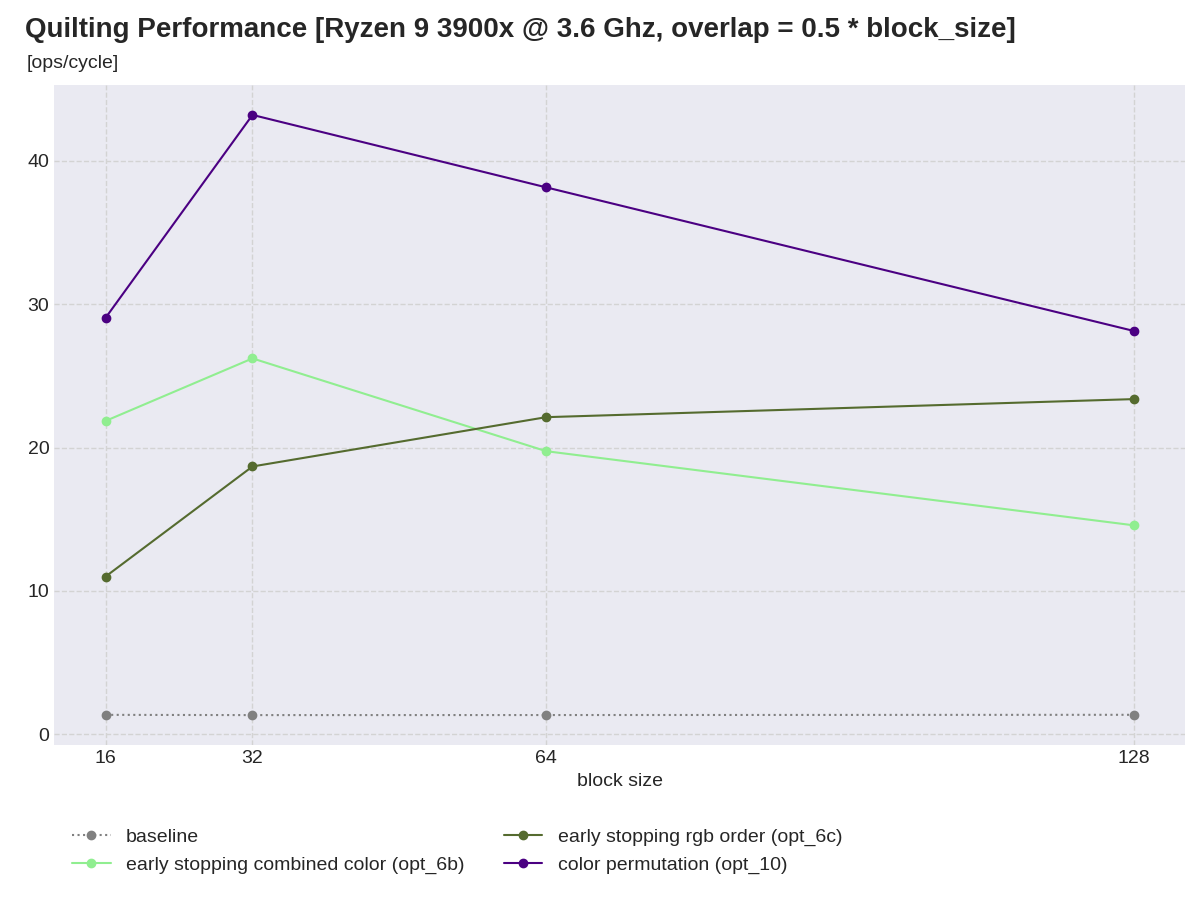 Quilting Performance [Ryzen 9 3900x @ 3.6 Ghz, overlap = 0.5 * block_size]
[ops/cycle]
40
30
20
10
0
16 32 64 128
block size
baseline
early stopping combined color (opt_6b)
early stopping rgb order (opt_6c)
color permutation (opt_10)